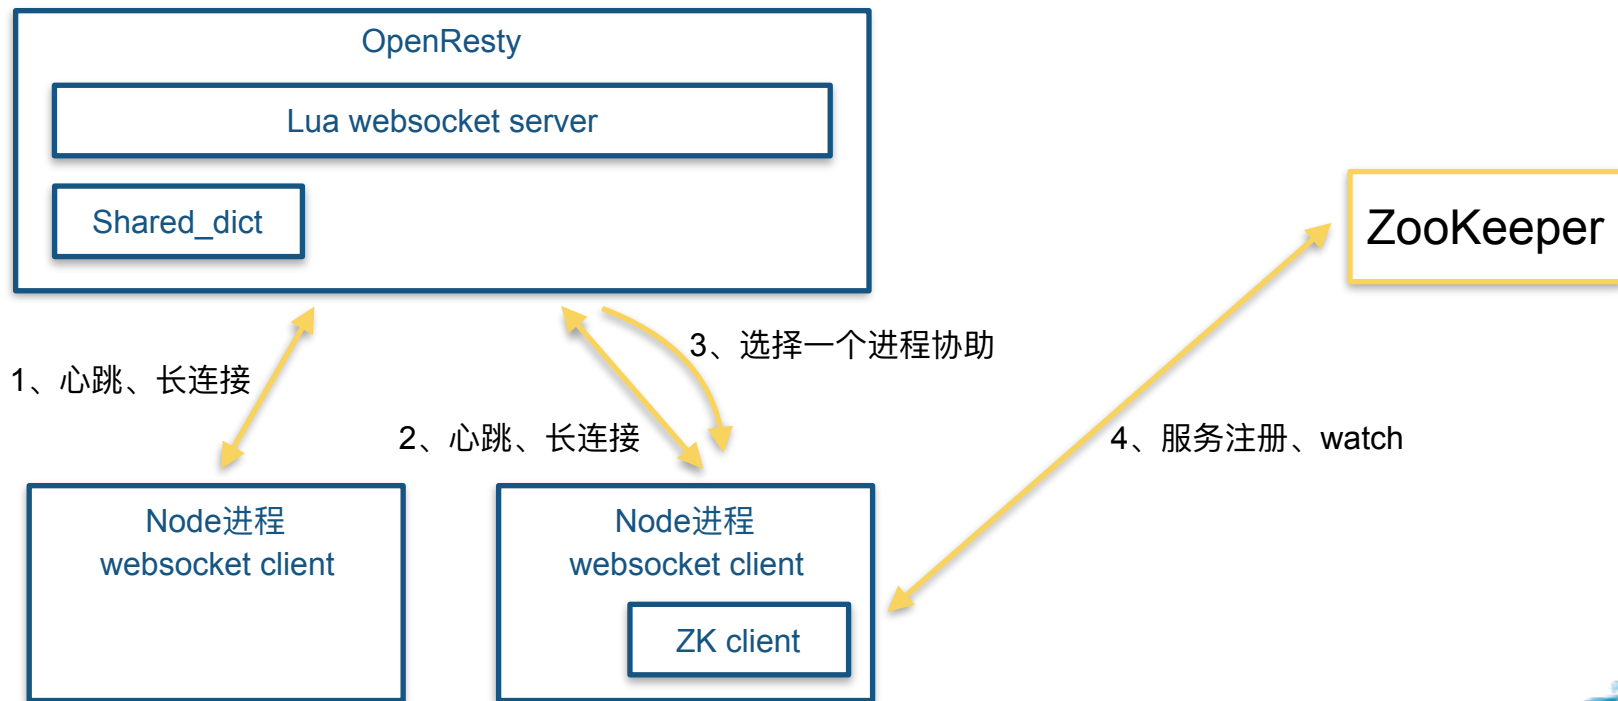 OpenResty
Lua websocket server
Shared_dict
ZooKeeper
3、选择一个进程协助
1、心跳、长连接
2、心跳、长连接
4、服务注册、watch
Node进程
websocket client
Node进程
websocket client
ZK client